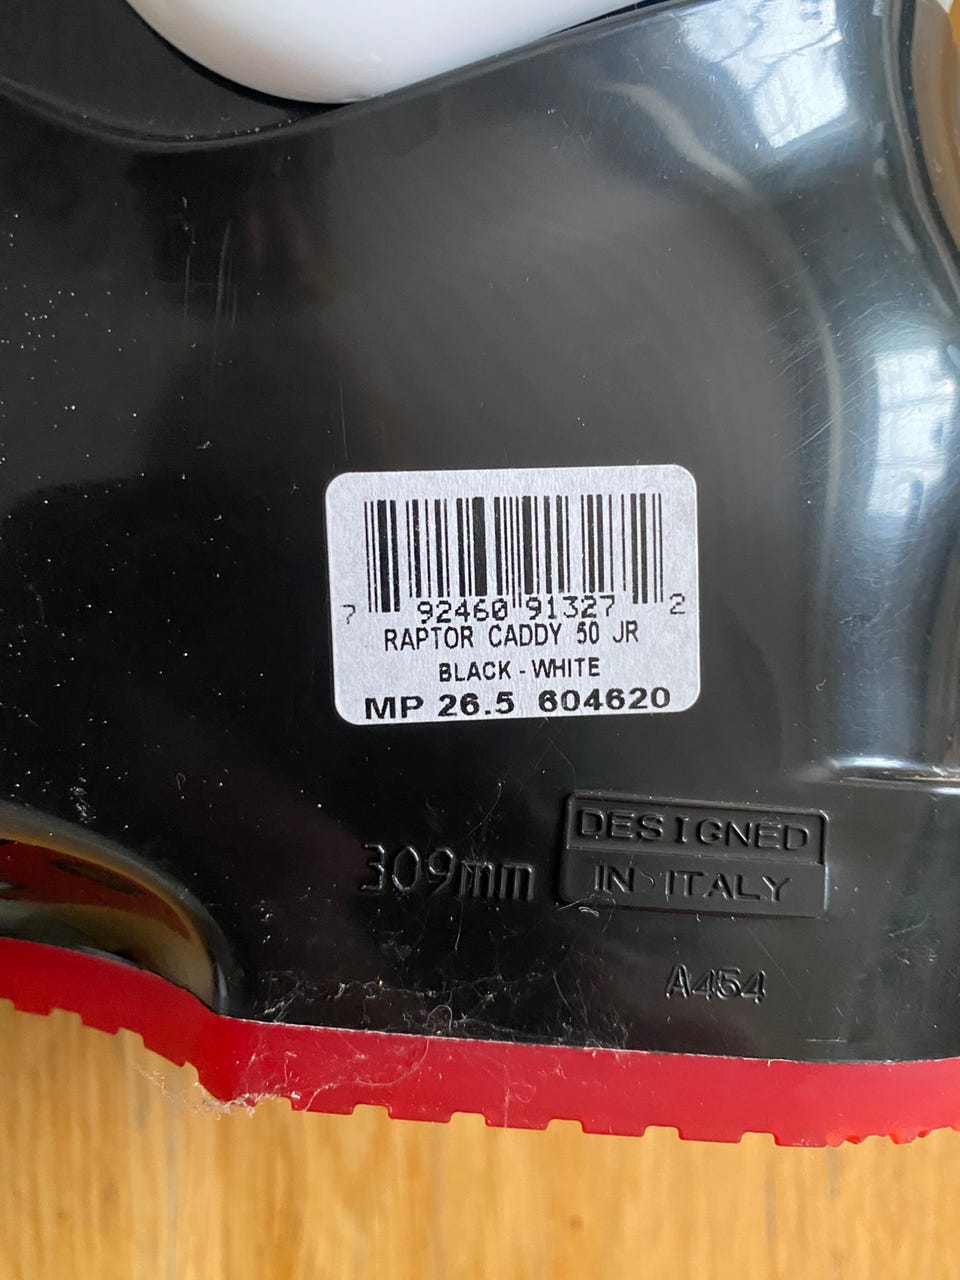 7 92460 91327 2
RAPTOR CADDY 50 JR
BLACK - WHITE
MP 26.5 604620
309mm
DESIGNED
IN ITALY
A454